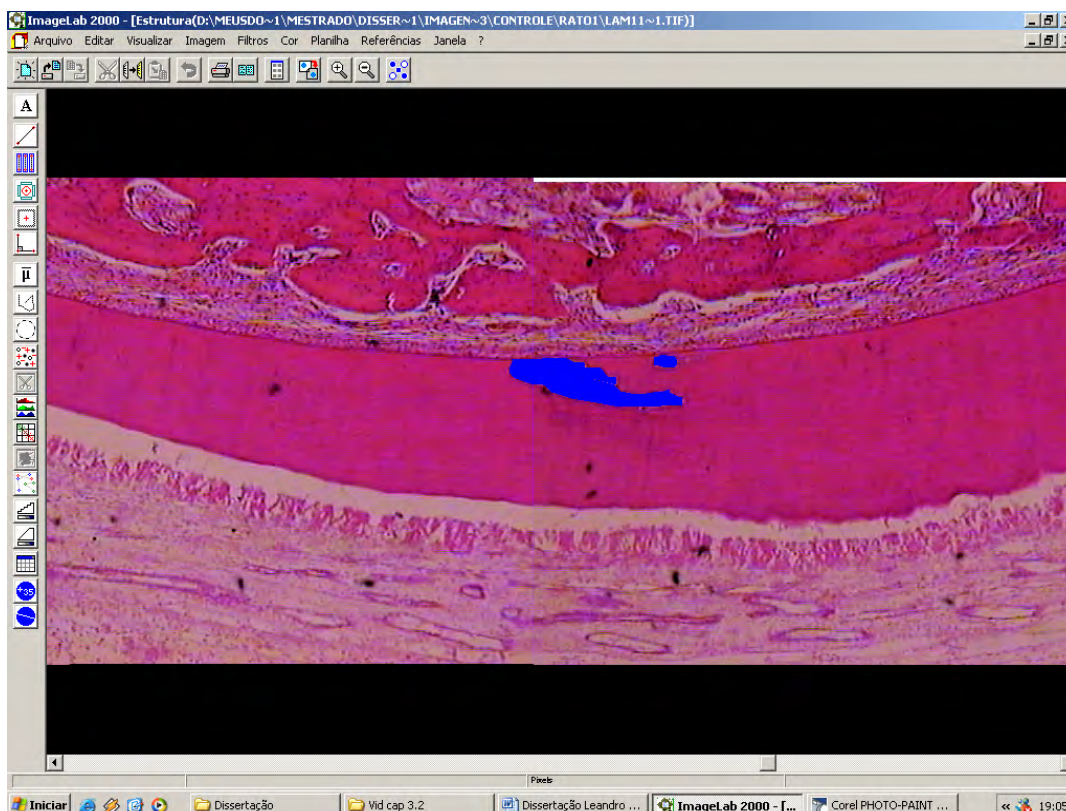 ImageLab 2000 - [Estrutura(D:\MEUSDO~1\MESTRADO\DISSER~1\IMAGEN~3\CONTROLE\RATO1\LAM11~1.TIF)]
Arquivo Editar Visualizar Imagem Filtros Cor Planilha Referências Janela ?
A
μ
+35
Pixels
Iniciar Dissertação Vid cap 3.2 Dissertação Leandro ... ImageLab 2000 - [... Corel PHOTO-PAINT ... « 19:05